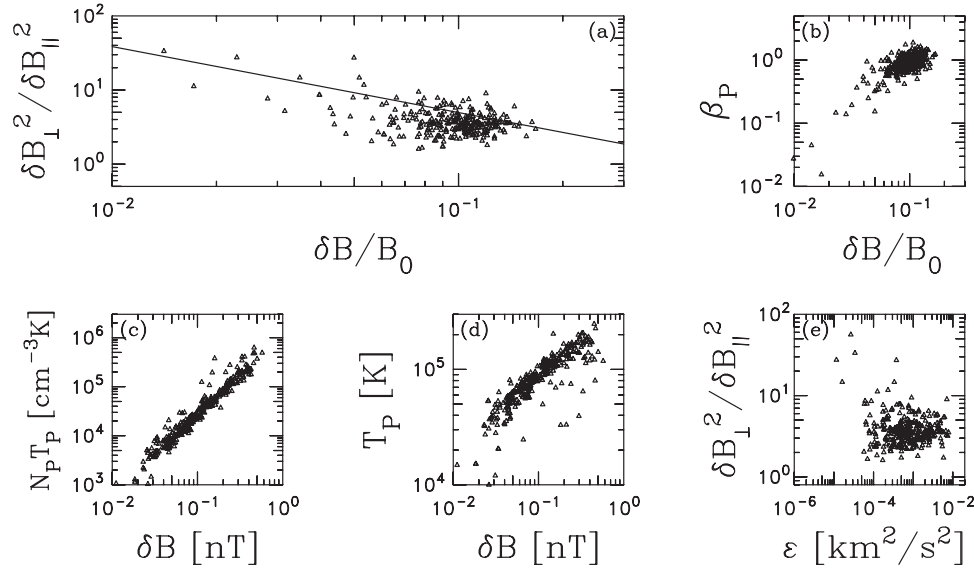 10² 10¹ 10⁰
δB⊥²/δB∥²
(a)
10⁻² 10⁻¹
δB/B₀
10⁰ 10⁻¹ 10⁻²
β_P
(b)
10⁻² 10⁻¹
δB/B₀
10⁶ 10⁵ 10⁴ 10³
N_PT_P [cm⁻³K]
(c)
10⁻² 10⁻¹ 10⁰
δB [nT]
10⁵ 10⁴
T_P [K]
(d)
10⁻² 10⁻¹ 10⁰
δB [nT]
10² 10¹ 10⁰
δB⊥²/δB∥²
(e)
10⁻⁶ 10⁻⁴ 10⁻²
ε [km²/s²]